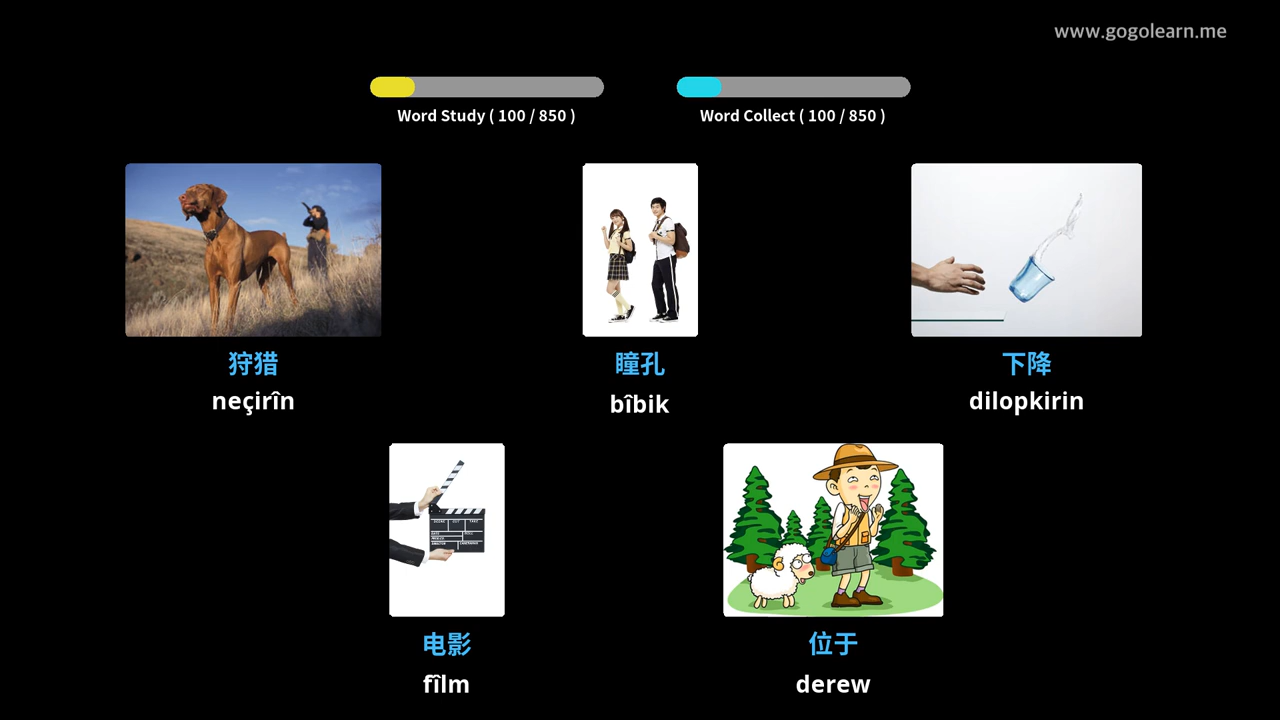 www.gogolearn.me
Word Study ( 100 / 850 )
Word Collect ( 100 / 850 )
狩猎
neçirîn
瞳孔
bîbik
下降
dilopkirin
电影
fîlm
位于
derew